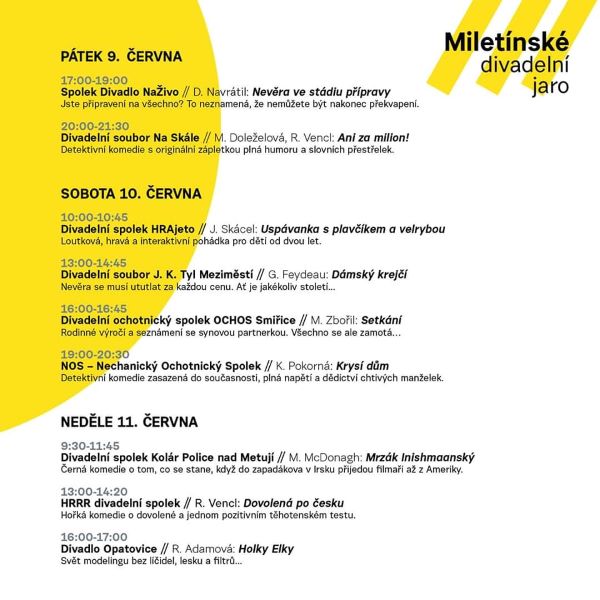 Miletínské
divadelní
jaro
PÁTEK 9. ČERVNA
17:00-19:00
Spolek Divadlo NaŽivo // D. Navrátil: Nevěra ve stádiu přípravy
Jste připravení na všechno? To neznamená, že nemůžete být nakonec překvapení.
20:00-21:30
Divadelní soubor Na Skále // M. Doleželová, R. Vencl: Ani za milion!
Detektivní komedie s originální zápletkou plná humoru a slovních přestřelek.
SOBOTA 10. ČERVNA
10:00-10:45
Divadelní spolek HRAjeto // J. Skácel: Uspávanka s plavčíkem a velrybou
Loutková, hravá a interaktivní pohádka pro děti od dvou let.
13:00-14:45
Divadelní soubor J. K. Tyl Meziměstí // G. Feydeau: Dámský krejčí
Nevěra se musí ututlat za každou cenu. Ať je jakékoliv století...
16:00-16:45
Divadelní ochotnický spolek OCHOS Smiřice // M. Zbořil: Setkání
Rodinné výročí a seznámení se synovou partnerkou. Všechno se ale zamotá...
19:00-20:30
NOS – Nechanický Ochotnický Spolek // K. Pokorná: Krysí dům
Detektivní komedie zasazená do současnosti, plná napětí a dědictví chtivých manželek.
NEDĚLE 11. ČERVNA
9:30-11:45
Divadelní spolek Kolár Police nad Metují // M. McDonagh: Mrzák Inishmaanský
Černá komedie o tom, co se stane, když do zapadákova v Irsku přijedou filmaři až z Ameriky.
13:00-14:20
HRRR divadelní spolek // R. Vencl: Dovolená po česku
Hořká komedie o dovolené a jednom pozitivním těhotenském testu.
16:00-17:00
Divadlo Opatovice // R. Adamová: Holky Elky
Svět modelingu bez líčidel, lesku a filtrů...